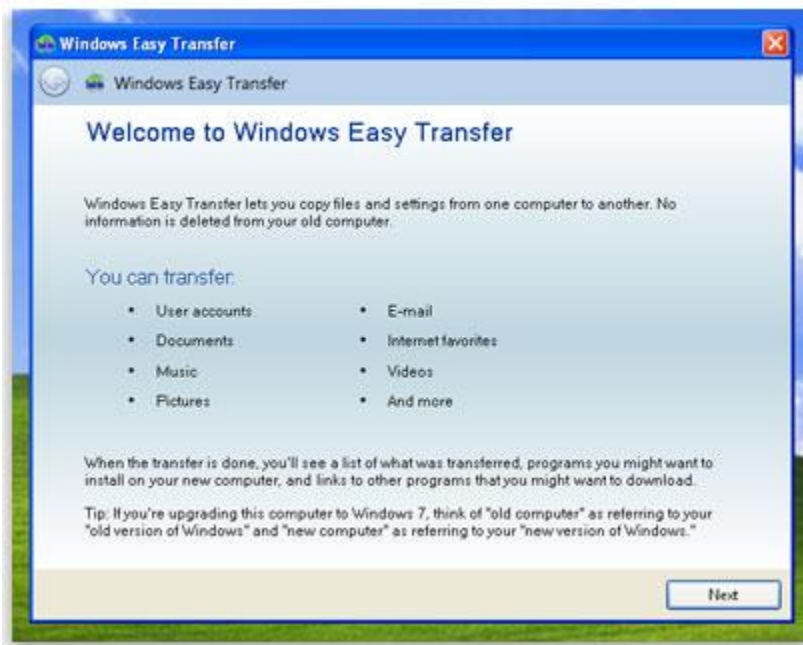 Windows Easy Transfer
Windows Easy Transfer
Welcome to Windows Easy Transfer
Windows Easy Transfer lets you copy files and settings from one computer to another. No
information is deleted from your old computer.
You can transfer:
• User accounts
• E-mail
• Documents
• Internet favorites
• Music
• Videos
• Pictures
• And more
When the transfer is done, you'll see a list of what was transferred, programs you might want to
install on your new computer, and links to other programs that you might want to download.
Tip: If you're upgrading this computer to Windows 7, think of "old computer" as referring to your
"old version of Windows" and "new computer" as referring to your "new version of Windows."
Next